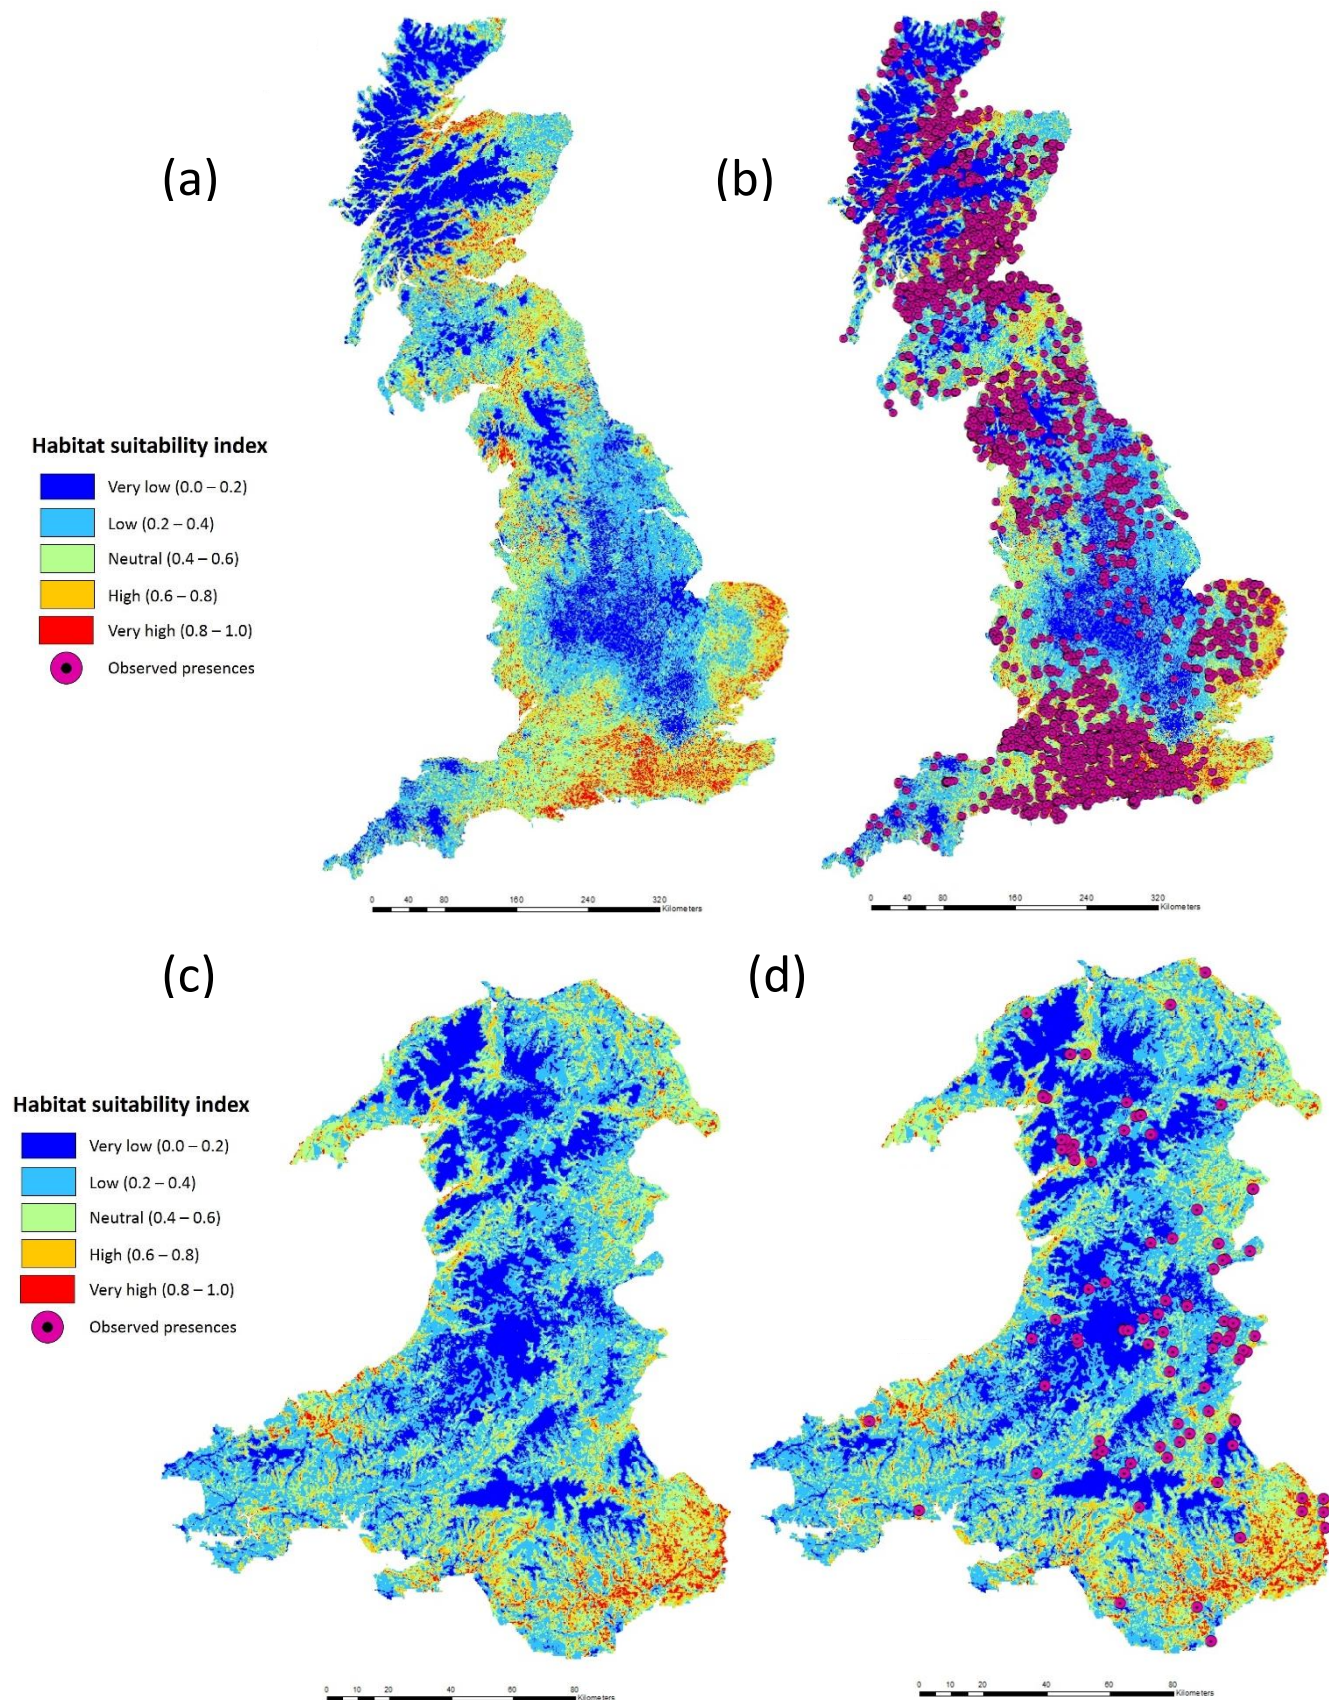 (a)
(b)
Habitat suitability index
Very low (0.0 – 0.2)
Low (0.2 – 0.4)
Neutral (0.4 – 0.6)
High (0.6 – 0.8)
Very high (0.8 – 1.0)
Observed presences
0 40 80 160 240 320
Kilometers
0 40 80 160 240 320
Kilometers
(c)
(d)
Habitat suitability index
Very low (0.0 – 0.2)
Low (0.2 – 0.4)
Neutral (0.4 – 0.6)
High (0.6 – 0.8)
Very high (0.8 – 1.0)
Observed presences
0 10 20 40 60 80
Kilometers
0 10 20 40 60 80
Kilometers